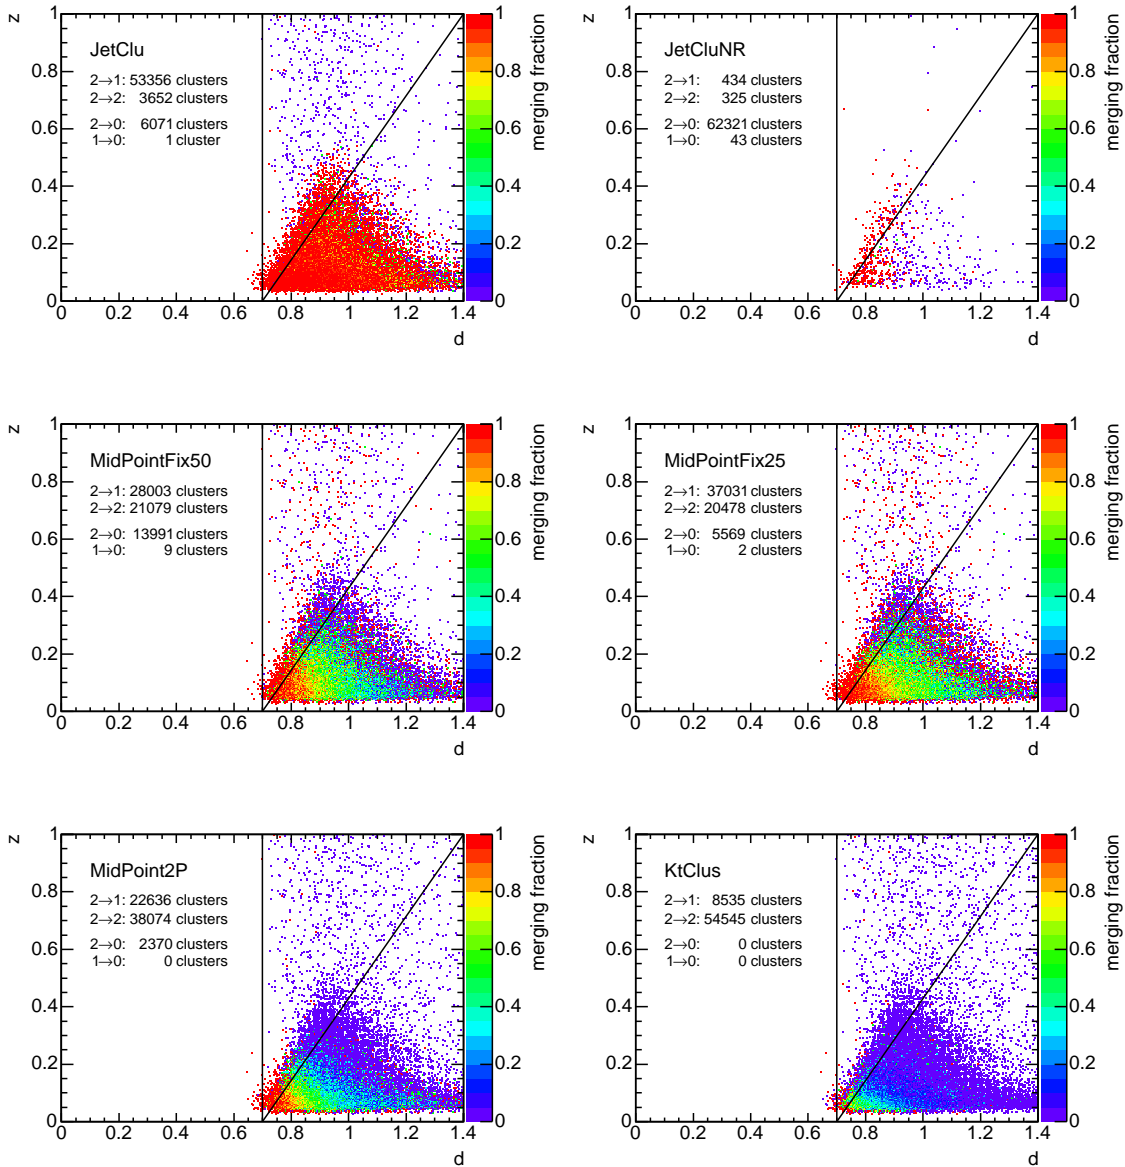 JetClu
2→1: 53356 clusters
2→2: 3652 clusters
2→0: 6071 clusters
1→0: 1 cluster
z
1
0.8
0.6
0.4
0.2
0
0 0.2 0.4 0.6 0.8 1 1.2 1.4
d
merging fraction
1
0.8
0.6
0.4
0.2
0
JetCluNR
2→1: 434 clusters
2→2: 325 clusters
2→0: 62321 clusters
1→0: 43 clusters
z
1
0.8
0.6
0.4
0.2
0
0 0.2 0.4 0.6 0.8 1 1.2 1.4
d
merging fraction
1
0.8
0.6
0.4
0.2
0
MidPointFix50
2→1: 28003 clusters
2→2: 21079 clusters
2→0: 13991 clusters
1→0: 9 clusters
z
1
0.8
0.6
0.4
0.2
0
0 0.2 0.4 0.6 0.8 1 1.2 1.4
d
merging fraction
1
0.8
0.6
0.4
0.2
0
MidPointFix25
2→1: 37031 clusters
2→2: 20478 clusters
2→0: 5569 clusters
1→0: 2 clusters
z
1
0.8
0.6
0.4
0.2
0
0 0.2 0.4 0.6 0.8 1 1.2 1.4
d
merging fraction
1
0.8
0.6
0.4
0.2
0
MidPoint2P
2→1: 22636 clusters
2→2: 38074 clusters
2→0: 2370 clusters
1→0: 0 clusters
z
1
0.8
0.6
0.4
0.2
0
0 0.2 0.4 0.6 0.8 1 1.2 1.4
d
merging fraction
1
0.8
0.6
0.4
0.2
0
KtClus
2→1: 8535 clusters
2→2: 54545 clusters
2→0: 0 clusters
1→0: 0 clusters
z
1
0.8
0.6
0.4
0.2
0
0 0.2 0.4 0.6 0.8 1 1.2 1.4
d
merging fraction
1
0.8
0.6
0.4
0.2
0